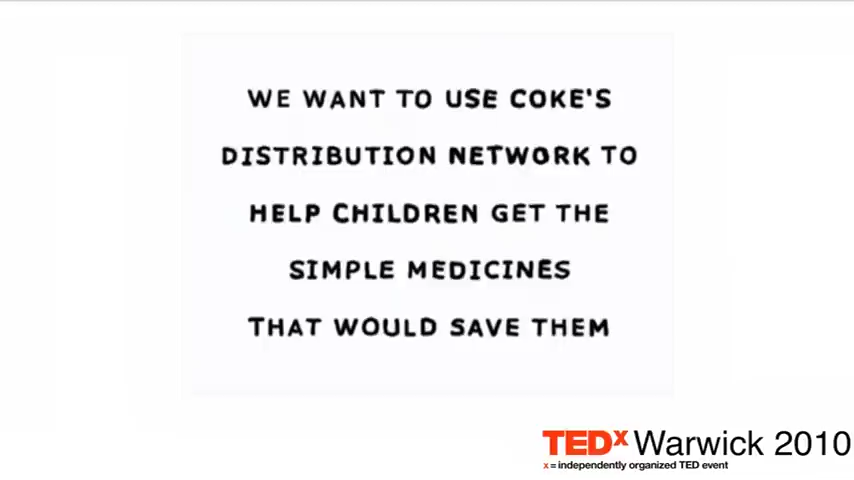 WE WANT TO USE COKE'S
DISTRIBUTION NETWORK TO
HELP CHILDREN GET THE
SIMPLE MEDICINES
THAT WOULD SAVE THEM
TEDx Warwick 2010
x = independently organized TED event